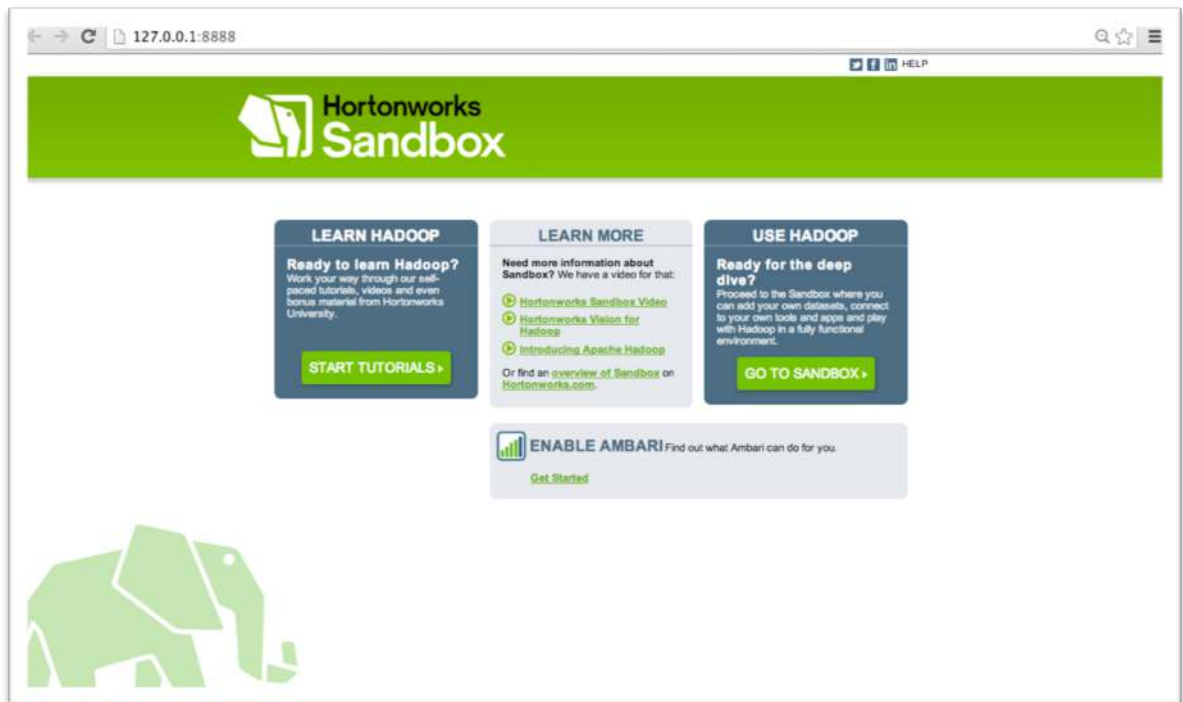 127.0.0.1:8888
HELP
Hortonworks
Sandbox
LEARN HADOOP
Ready to learn Hadoop?
Work your way through our self-
paced tutorials, videos and even
bonus material from Hortonworks
University.
START TUTORIALS
LEARN MORE
Need more information about
Sandbox? We have a video for that:
Hortonworks Sandbox Video
Hortonworks Vision for
Hadoop
Introducing Apache Hadoop
Or find an overview of Sandbox on
Hortonworks.com.
USE HADOOP
Ready for the deep
dive?
Proceed to the Sandbox where you
can add your own datasets, connect
to your own tools and apps and play
with Hadoop in a fully functional
environment.
GO TO SANDBOX
ENABLE AMBARI Find out what Ambari can do for you.
Get Started